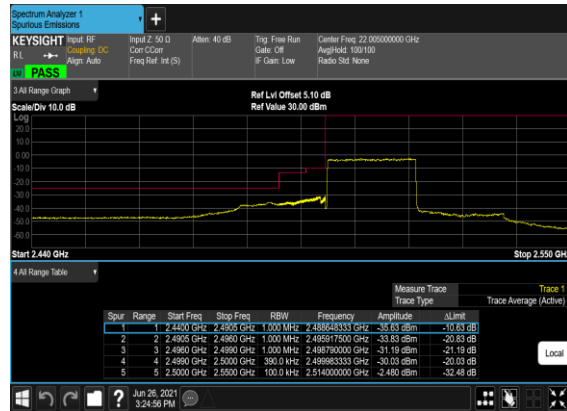 Spectrum Analyzer 1
Spurious Emissions
+
KEYSIGHT Input: RF Input Z: 50 Ω Atten: 40 dB Trig: Free Run Center Freq: 22.005000000 GHz
R L Coupling: DC Corr CCorr Gate: Off Avg|Hold: 100/100
Align: Auto Freq Ref: Int (S) IF Gain: Low Radio Std: None
PASS
3 All Range Graph
Ref Lvl Offset 5.10 dB
Scale/Div 10.0 dB Ref Value 30.00 dBm
Log
20.0
10.0
0.00
-10.0
-20.0
-30.0
-40.0
-50.0
-60.0
Start 2.440 GHz Stop 2.550 GHz
4 All Range Table
Measure Trace Trace 1
Trace Type Trace Average (Active)
Spur Range Start Freq Stop Freq RBW Frequency Amplitude ΔLimit
1 1 2.4400 GHz 2.4905 GHz 1.000 MHz 2.488648333 GHz -35.63 dBm -10.63 dB
2 2 2.4905 GHz 2.4960 GHz 1.000 MHz 2.495917500 GHz -33.83 dBm -20.83 dB
3 3 2.4960 GHz 2.4990 GHz 1.000 MHz 2.498790000 GHz -31.19 dBm -21.19 dB
4 4 2.4990 GHz 2.5000 GHz 390.0 kHz 2.499983333 GHz -30.03 dBm -20.03 dB
5 5 2.5000 GHz 2.5500 GHz 100.0 kHz 2.514000000 GHz -2.480 dBm -32.48 dB
Local
? Jun 26, 2021
3:24:56 PM